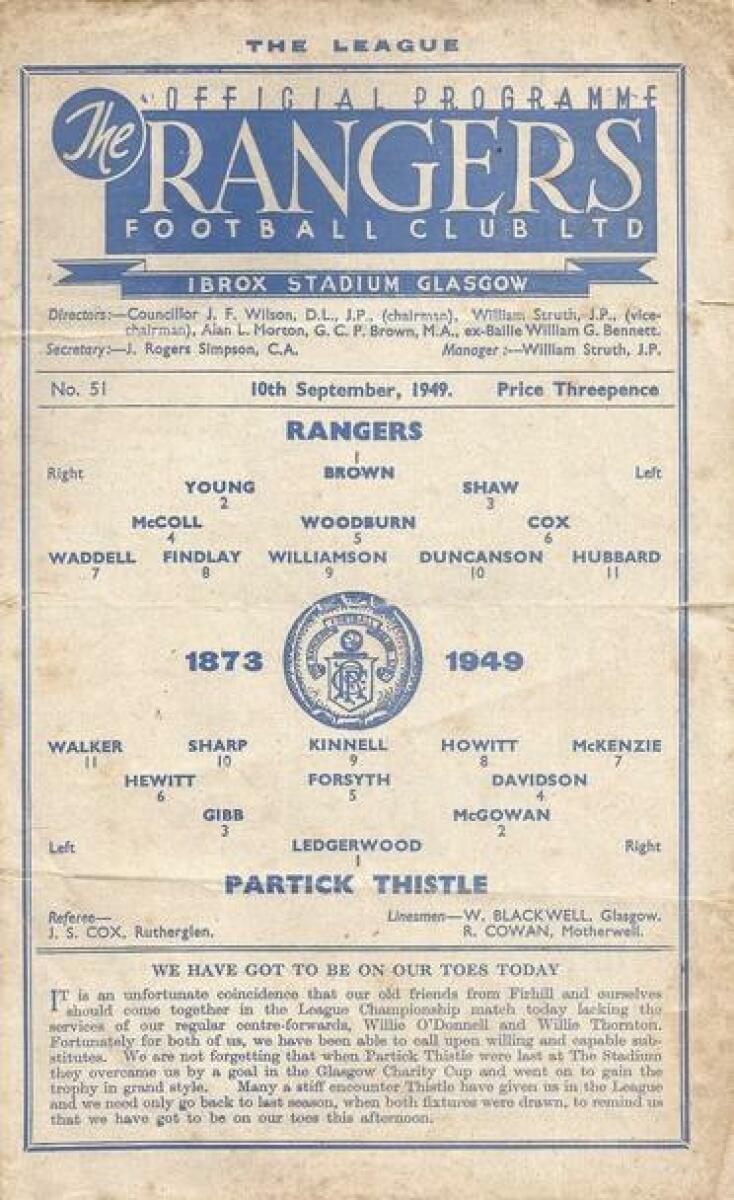 THE LEAGUE
OFFICIAL PROGRAMME
The RANGERS
FOOTBALL CLUB LTD
IBROX STADIUM GLASGOW
Directors:—Councillor J. F. Wilson, D.L., J.P., (chairman), William Struth, J.P., (vice-
chairman), Alan L. Morton, G. C. P. Brown, M.A., ex-Bailie William G. Bennett.
Secretary:—J. Rogers Simpson, C.A. Manager:—William Struth, J.P.
No. 51 10th September, 1949. Price Threepence
RANGERS
1
Right BROWN Left
YOUNG SHAW
2 3
McCOLL WOODBURN COX
4 5 6
WADDELL FINDLAY WILLIAMSON DUNCANSON HUBBARD
7 8 9 10 11
1873 1949
WALKER SHARP KINNELL HOWITT McKENZIE
11 10 9 8 7
HEWITT FORSYTH DAVIDSON
6 5 4
GIBB McGOWAN
3 2
Left LEDGERWOOD Right
1
PARTICK THISTLE
Referee— Linesmen—W. BLACKWELL, Glasgow.
J. S. COX, Rutherglen. R. COWAN, Motherwell.
WE HAVE GOT TO BE ON OUR TOES TODAY
IT is an unfortunate coincidence that our old friends from Firhill and ourselves
should come together in the League Championship match today lacking the
services of our regular centre-forwards, Willie O'Donnell and Willie Thornton.
Fortunately for both of us, we have been able to call upon willing and capable sub-
stitutes. We are not forgetting that when Partick Thistle were last at The Stadium
they overcame us by a goal in the Glasgow Charity Cup and went on to gain the
trophy in grand style. Many a stiff encounter Thistle have given us in the League
and we need only go back to last season, when both fixtures were drawn, to remind us
that we have got to be on our toes this afternoon.